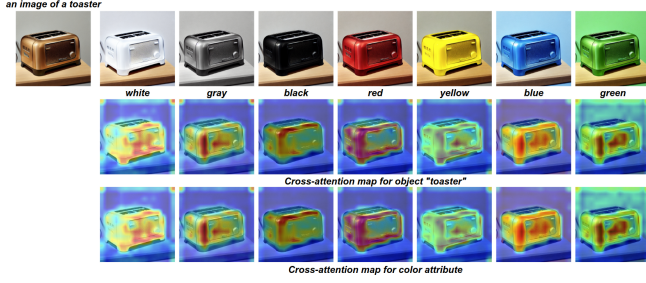 an image of a toaster
white gray black red yellow blue green
Cross-attention map for object "toaster"
Cross-attention map for color attribute